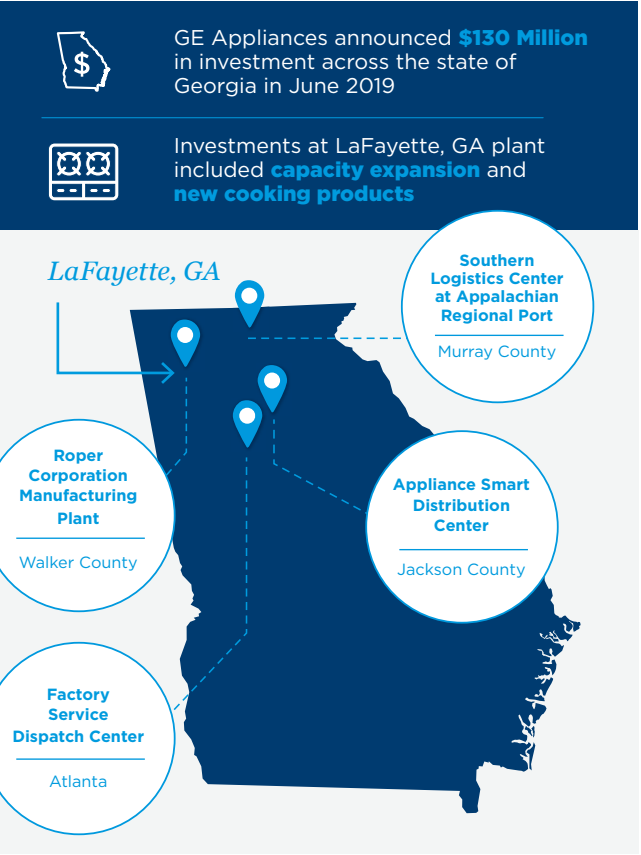 $
GE Appliances announced $130 Million
in investment across the state of
Georgia in June 2019
Investments at LaFayette, GA plant
included capacity expansion and
new cooking products
LaFayette, GA
Southern
Logistics Center
at Appalachian
Regional Port
Murray County
Roper
Corporation
Manufacturing
Plant
Walker County
Appliance Smart
Distribution
Center
Jackson County
Factory
Service
Dispatch Center
Atlanta